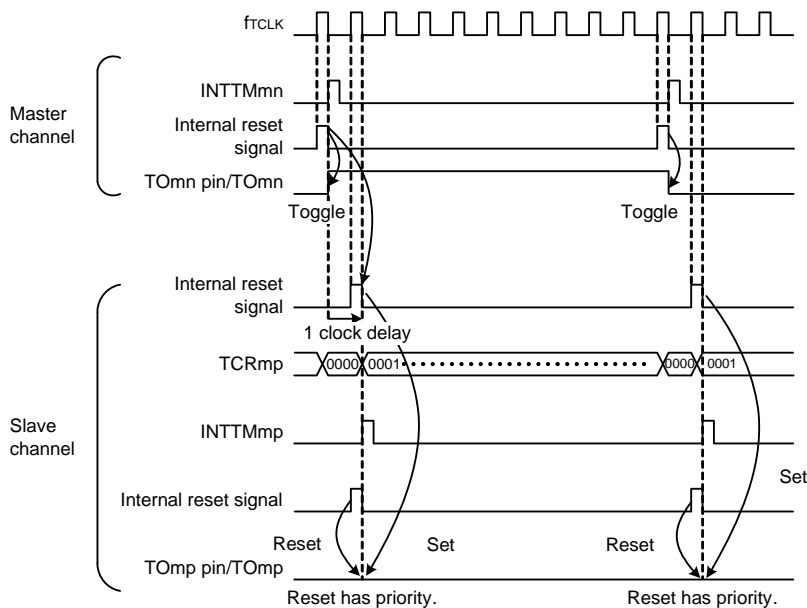 fTCLK
INTTMmn
Master
channel
Internal reset
signal
TOmn pin/TOmn
Toggle
Toggle
Internal reset
signal
1 clock delay
TCRmp
0000
0001
0000
0001
Slave
channel
INTTMmp
Set
Internal reset signal
Reset
Set
Reset
TOmp pin/TOmp
Reset has priority.
Reset has priority.